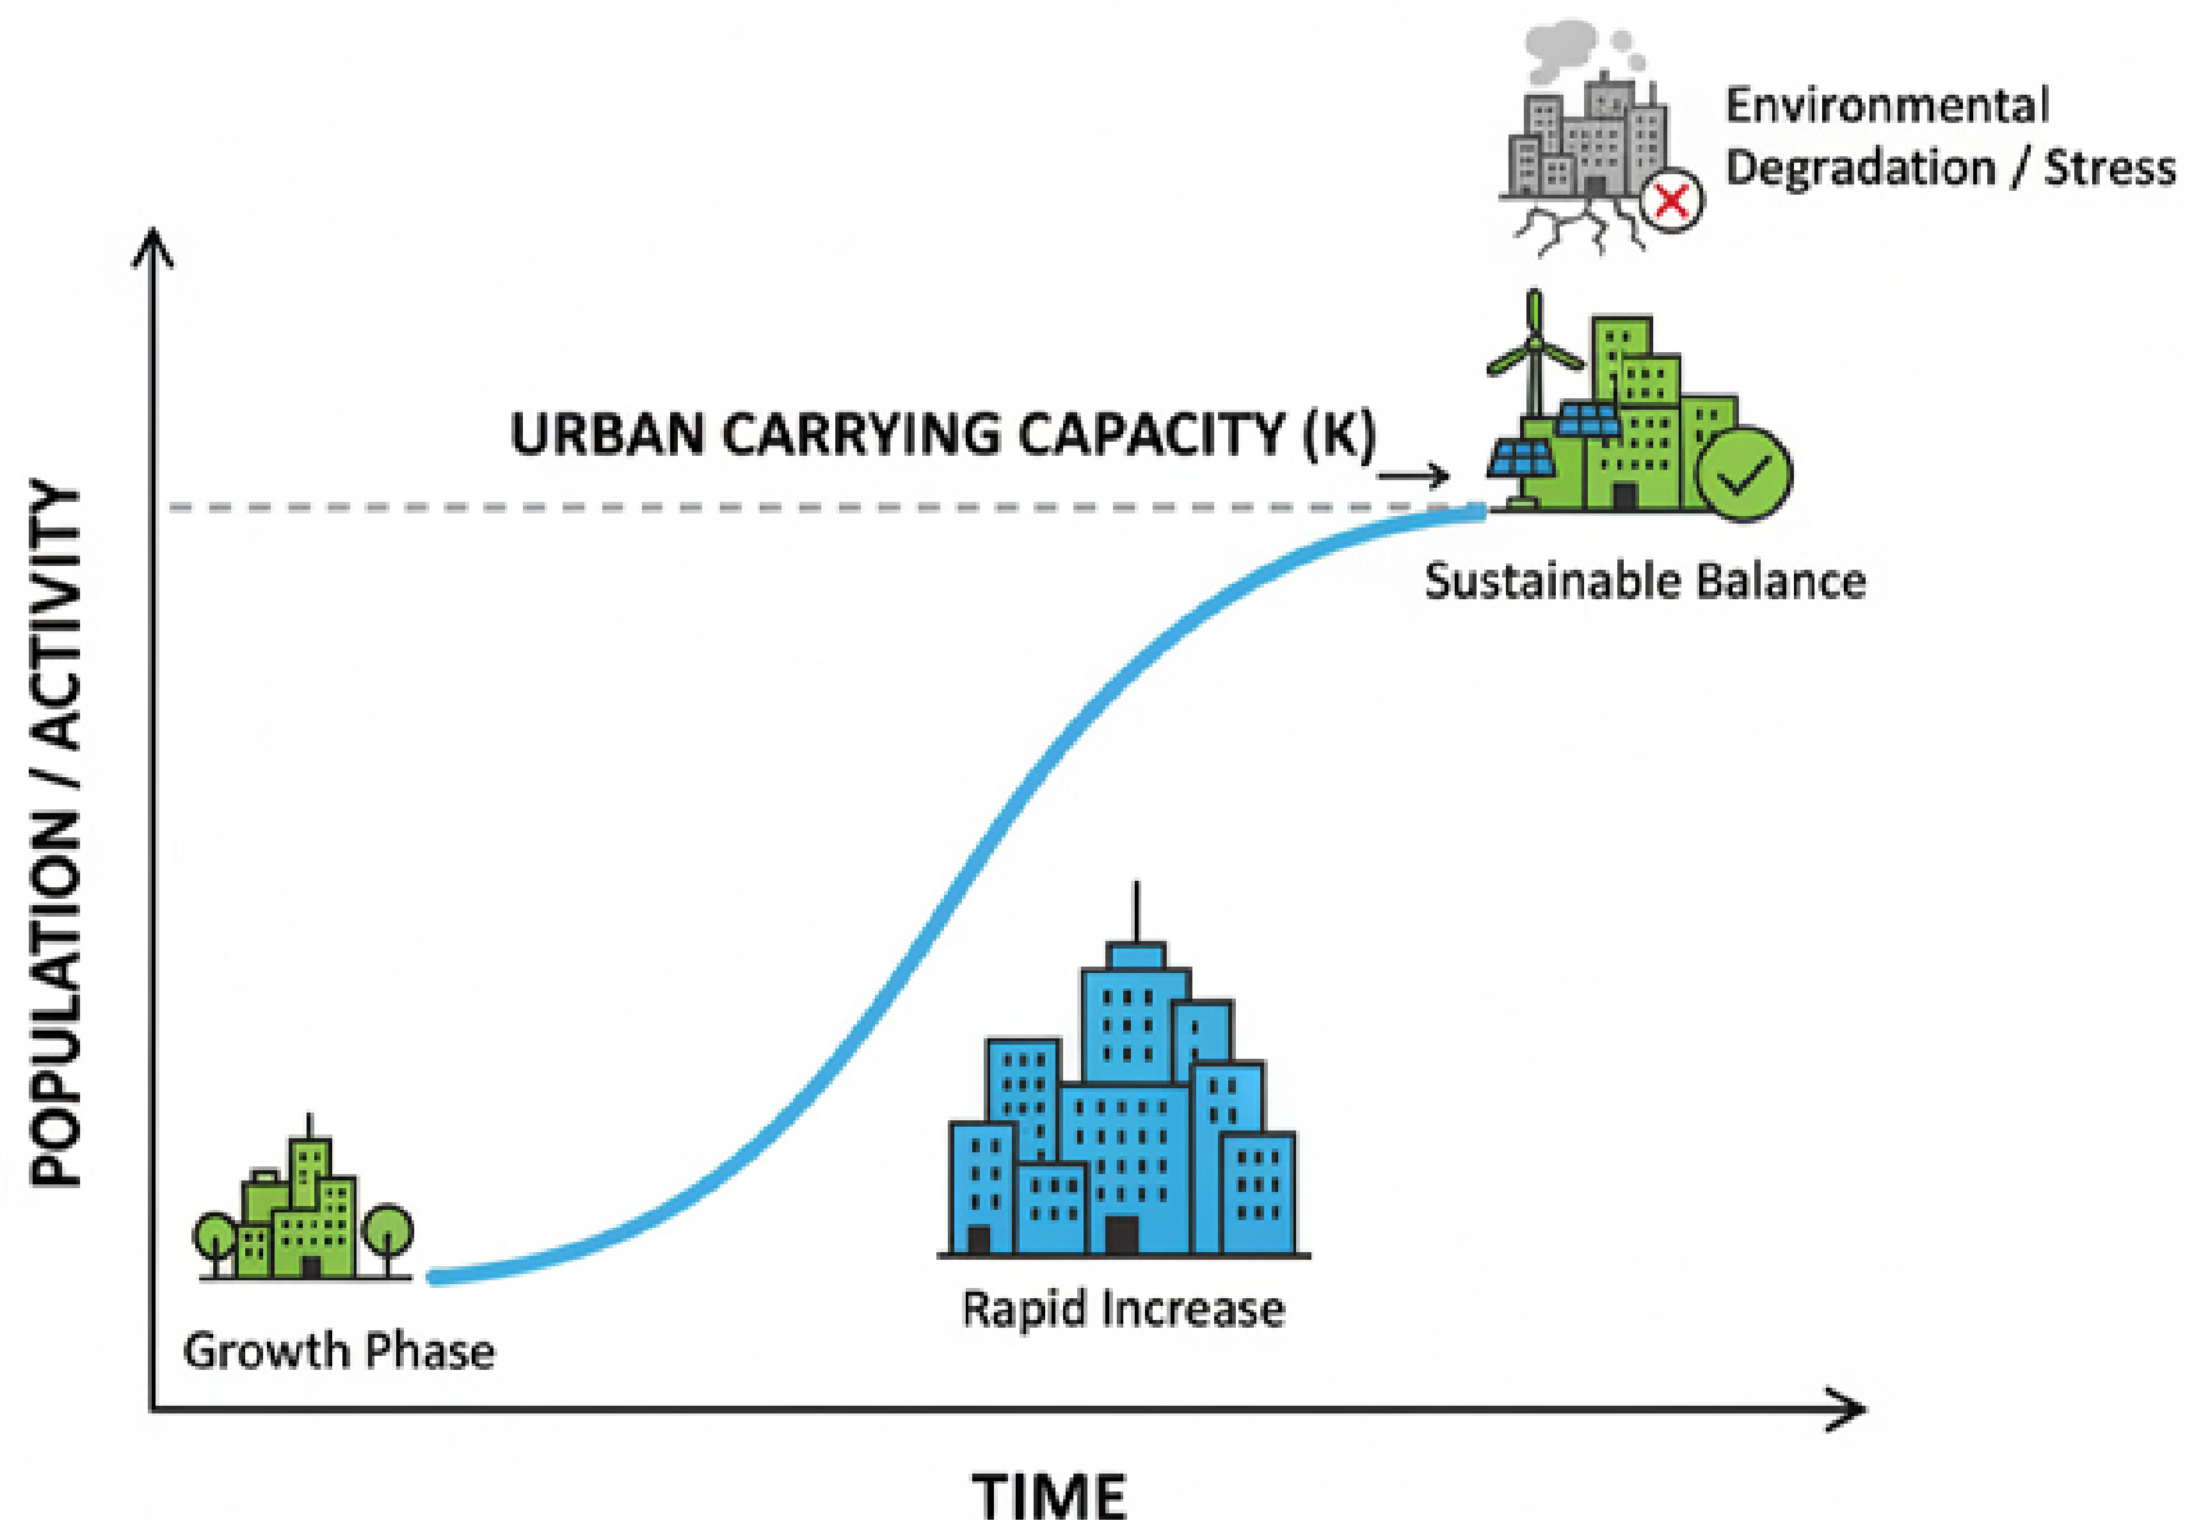 Environmental
Degradation / Stress
URBAN CARRYING CAPACITY (K)
Sustainable Balance
POPULATION / ACTIVITY
Rapid Increase
Growth Phase
TIME